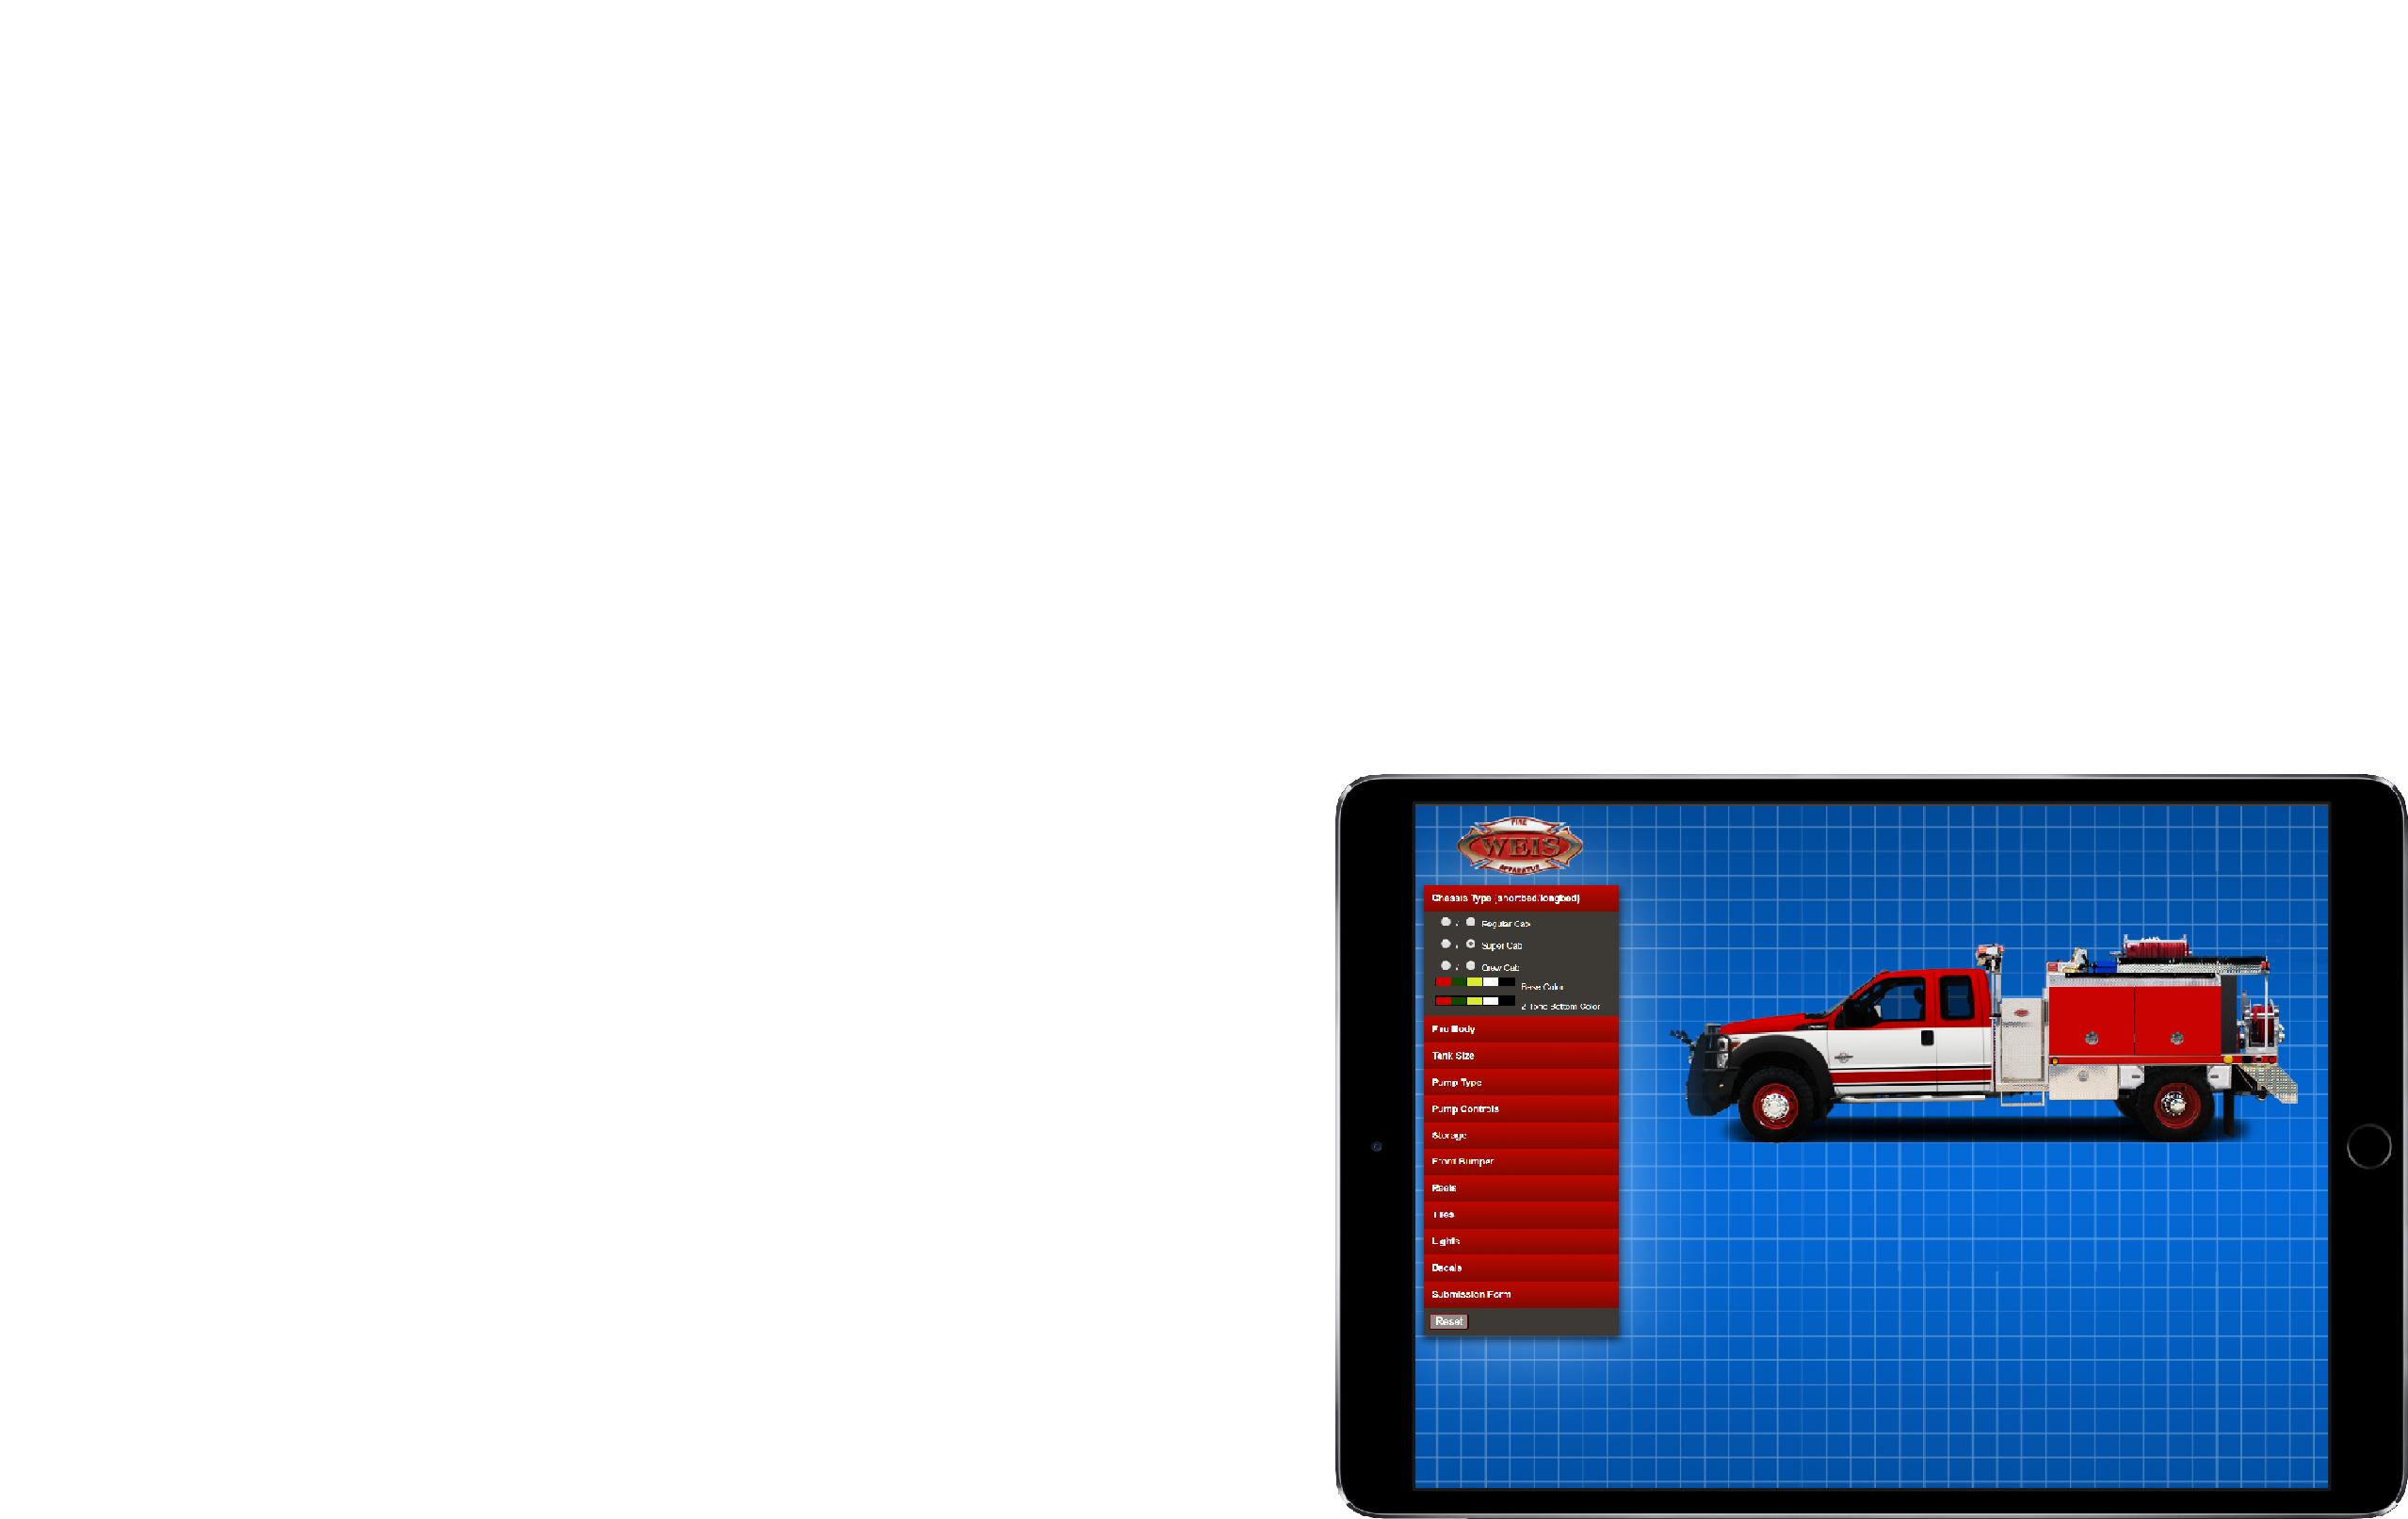 FIRE
WEIS
APPARATUS
Chassis Type (shortbed/longbed)
/ Regular Cab
/ Super Cab
/ Crew Cab
Base Color
2 Tone Bottom Color
Fire Body
Tank Size
Pump Type
Pump Controls
Storage
Front Bumper
Reels
Tires
Lights
Decals
Submission Form
Reset